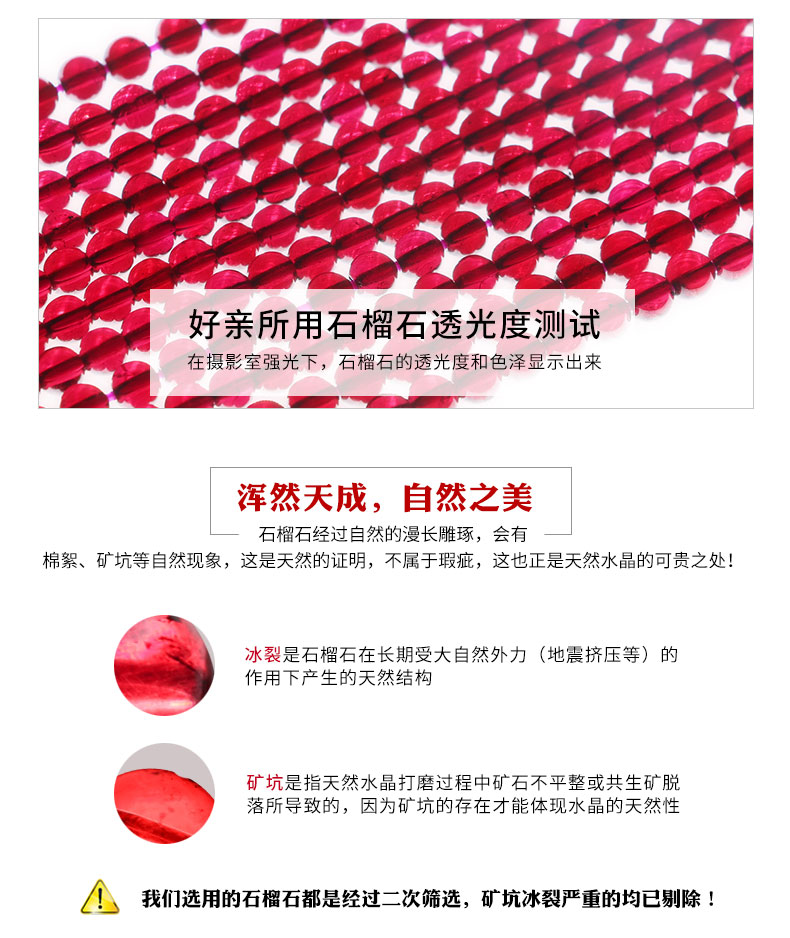 好亲所用石榴石透光度测试
在摄影室强光下，石榴石的透光度和色泽显示出来
浑然天成，自然之美
石榴石经过自然的漫长雕琢，会有
棉絮、矿坑等自然现象，这是天然的证明，不属于瑕疵，这也正是天然水晶的可贵之处！
冰裂是石榴石在长期受大自然外力（地震挤压等）的
作用下产生的天然结构
矿坑是指天然水晶打磨过程中矿石不平整或共生矿脱
落所导致的，因为矿坑的存在才能体现水晶的天然性
我们选用的石榴石都是经过二次筛选，矿坑冰裂严重的均已剔除！